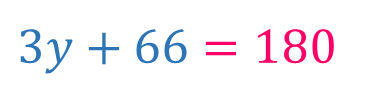 3y + 66 = 180